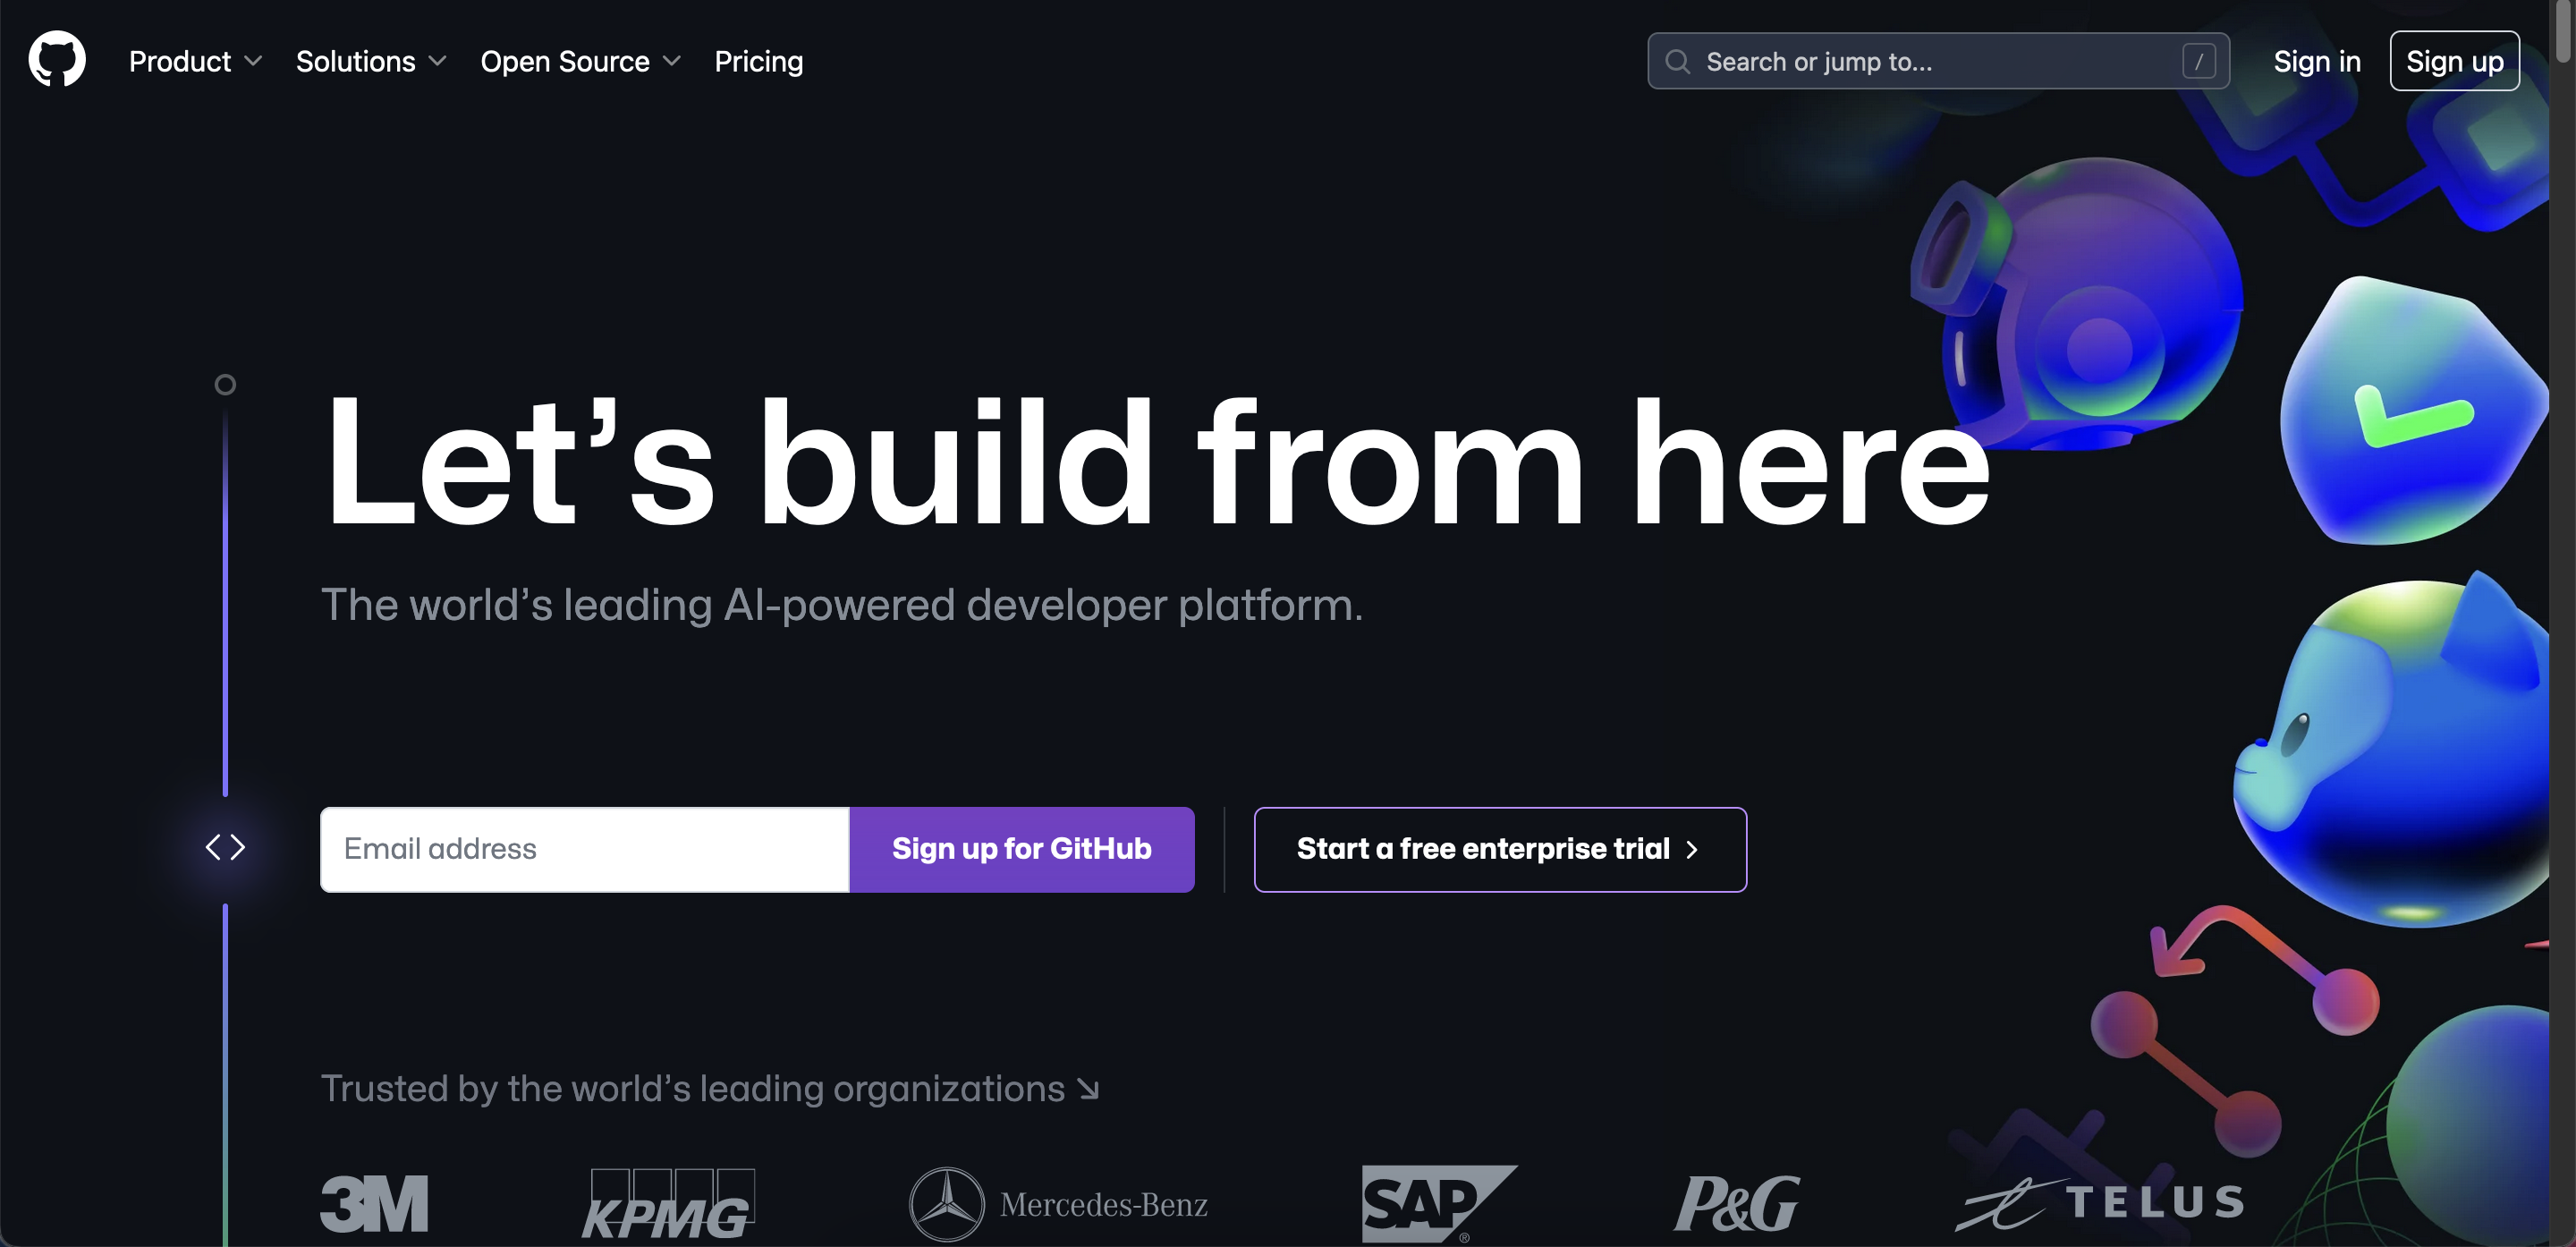 Product
Solutions
Open Source
Pricing
Search or jump to...
/
Sign in
Sign up
Let’s build from here
The world’s leading AI-powered developer platform.
Email address
Sign up for GitHub
Start a free enterprise trial
Trusted by the world’s leading organizations
3M
KPMG
Mercedes-Benz
SAP ®
P&G
TELUS